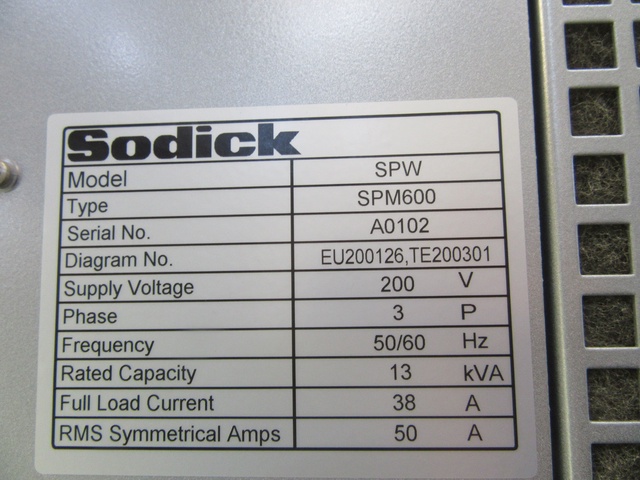 Sodick
Model SPW
Type SPM600
Serial No. A0102
Diagram No. EU200126,TE200301
Supply Voltage 200 V
Phase 3 P
Frequency 50/60 Hz
Rated Capacity 13 kVA
Full Load Current 38 A
RMS Symmetrical Amps 50 A